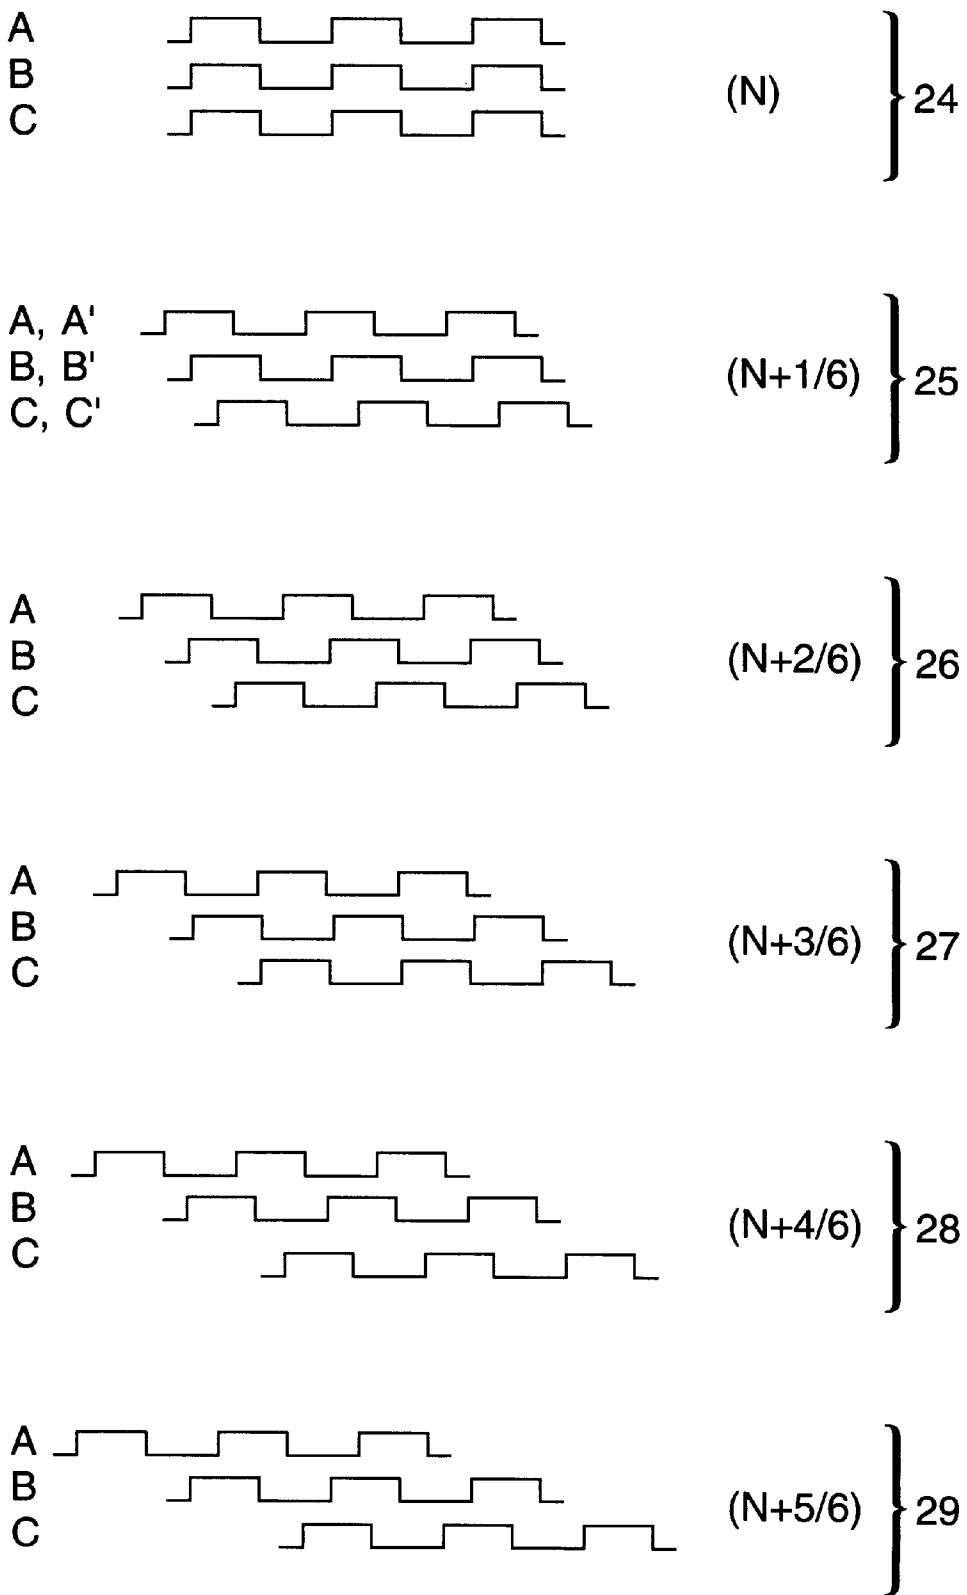 A
B (N) 24
C
A, A'
B, B' (N+1/6) 25
C, C'
A
B (N+2/6) 26
C
A
B (N+3/6) 27
C
A
B (N+4/6) 28
C
A
B (N+5/6) 29
C